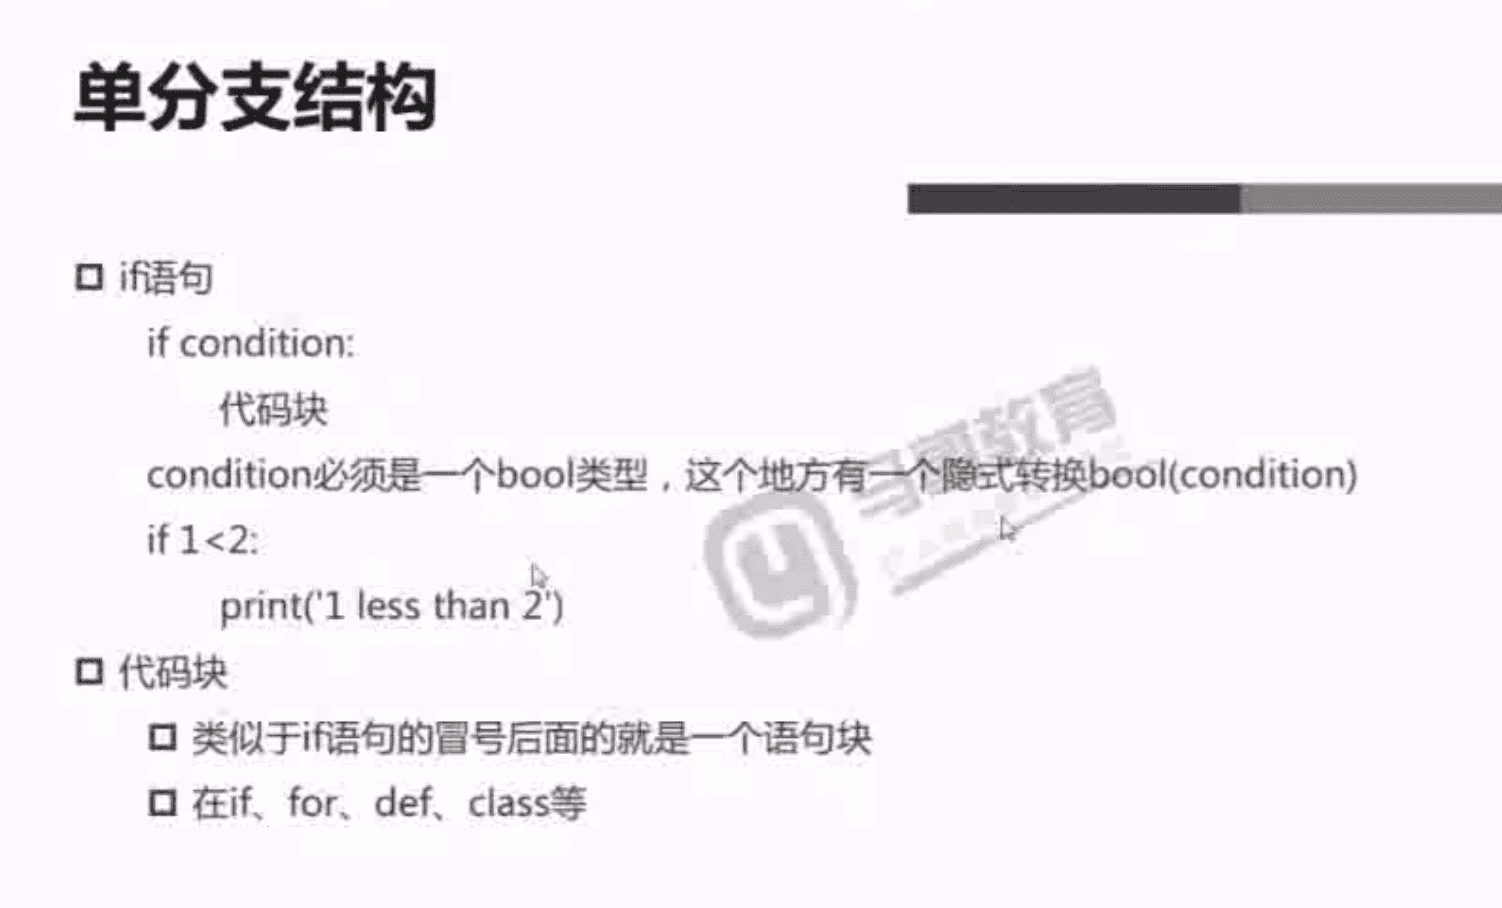 单分支结构
if语句
if condition:
代码块
condition必须是一个bool类型，这个地方有一个隐式转换bool(condition)
if 1<2:
print('1 less than 2')
代码块
类似于if语句的冒号后面的就是一个语句块
在if、for、def、class等
教育